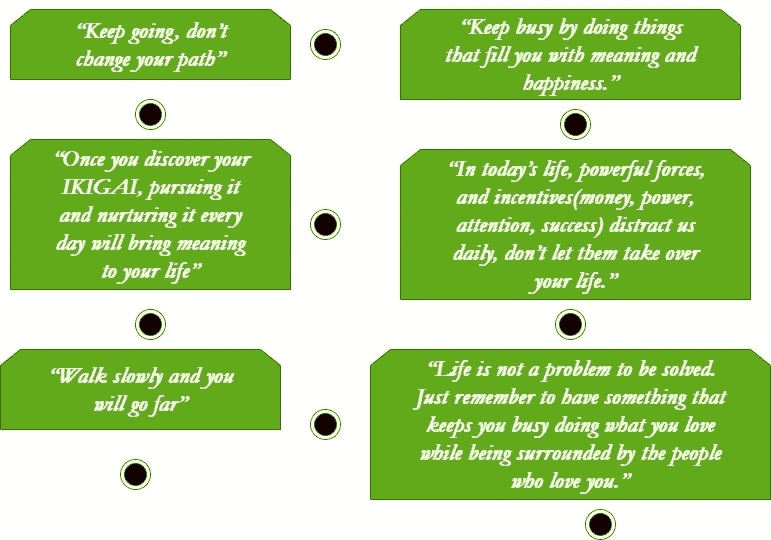 “Keep going, don’t
change your path”
“Keep busy by doing things
that fill you with meaning and
happiness.”
“Once you discover your
IKIGAI, pursuing it
and nurturing it every
day will bring meaning
to your life”
“In today’s life, powerful forces,
and incentives(money, power,
attention, success) distract us
daily, don’t let them take over
your life.”
“Walk slowly and you
will go far”
“Life is not a problem to be solved.
Just remember to have something that
keeps you busy doing what you love
while being surrounded by the people
who love you.”